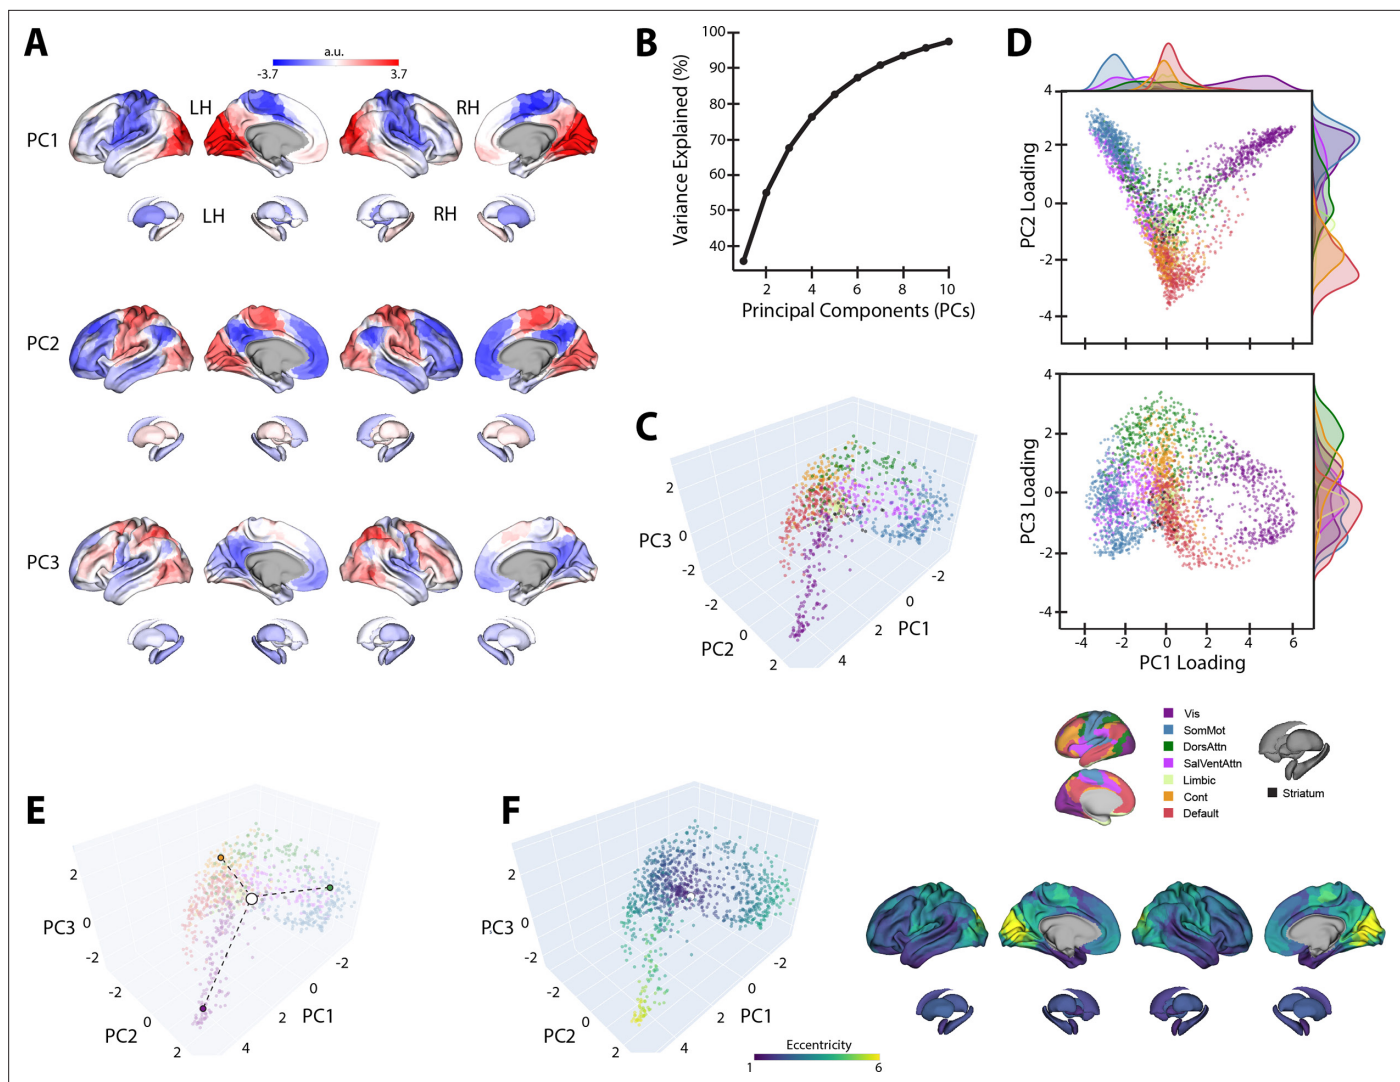 A
a.u.
-3.7
3.7
LH
RH
PC1
LH
RH
PC2
PC3
B
Variance Explained (%)
100
90
80
70
60
50
40
2
4
6
8
10
Principal Components (PCs)
C
PC3
2
0
-2
-2
0
2
PC2
4
2
0
-2
PC1
D
PC2 Loading
4
2
0
-2
-4
PC3 Loading
4
2
0
-2
-4
-4
-2
0
2
4
6
PC1 Loading
Vis
SomMot
DorsAttn
SalVentAttn
Limbic
Cont
Default
Striatum
E
PC3
2
0
-2
-2
0
2
PC2
4
2
0
-2
PC1
F
PC3
2
0
-2
-2
0
2
PC2
4
2
0
-2
PC1
Eccentricity
1
6